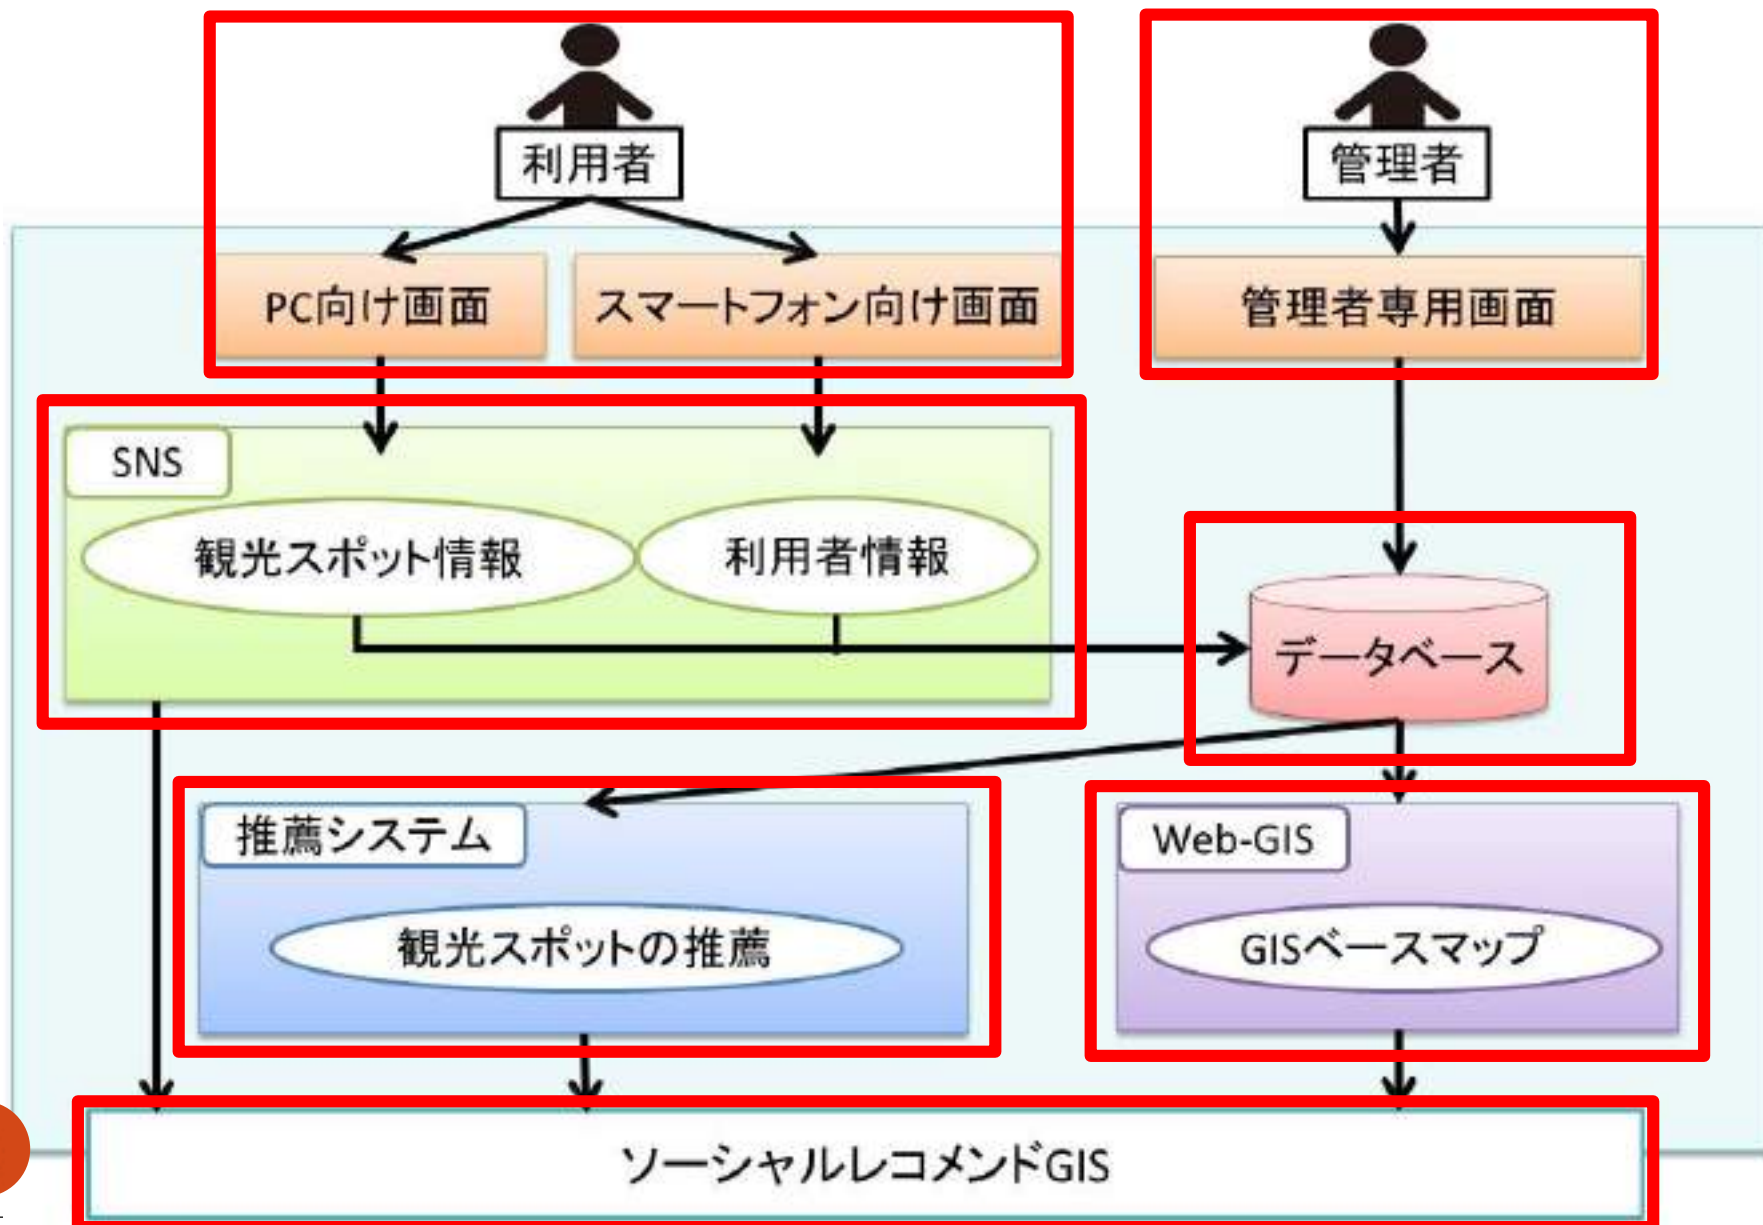 利用者
管理者
PC向け画面
スマートフォン向け画面
管理者専用画面
SNS
観光スポット情報
利用者情報
データベース
推薦システム
Web-GIS
観光スポットの推薦
GISベースマップ
ソーシャルレコメンドGIS